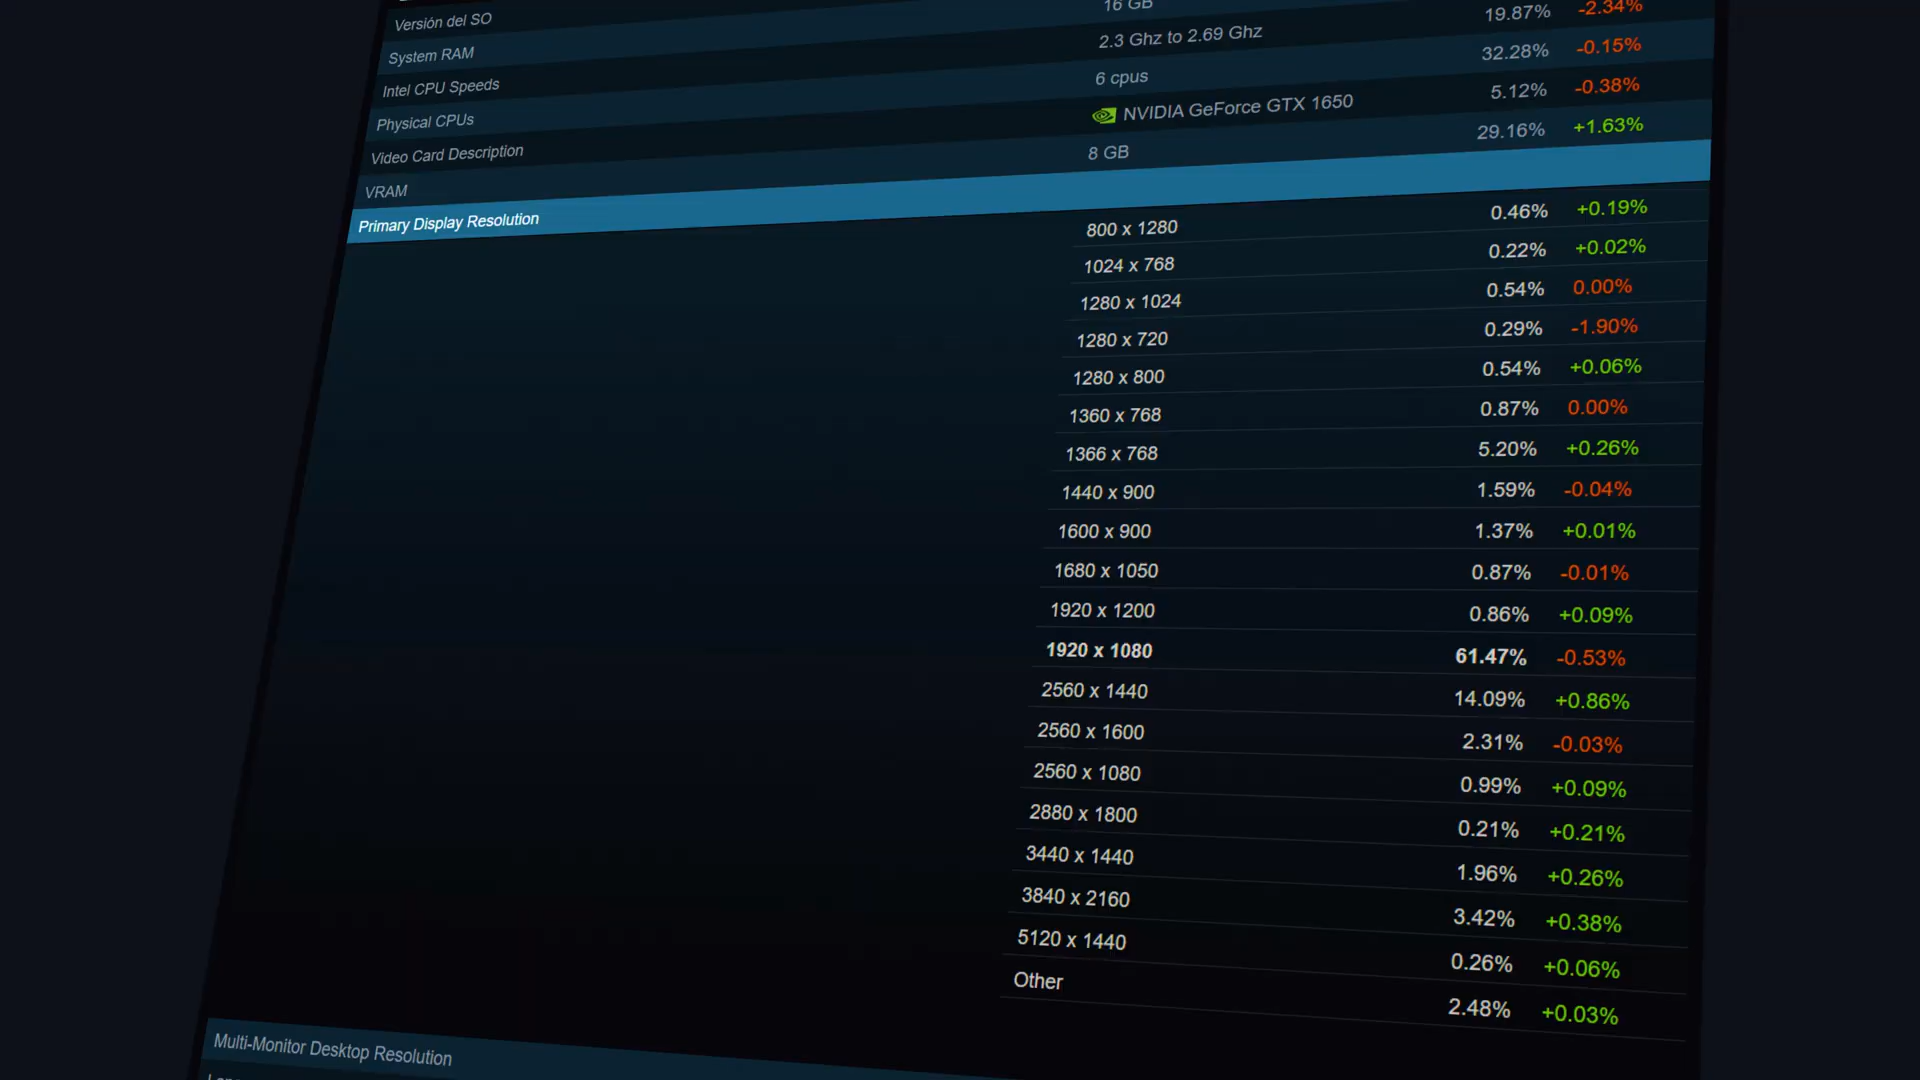 Versión del SO
System RAM 16 GB 19.87% -2.34%
Intel CPU Speeds 2.3 Ghz to 2.69 Ghz 32.28% -0.15%
Physical CPUs 6 cpus 5.12% -0.38%
Video Card Description NVIDIA GeForce GTX 1650 29.16% +1.63%
VRAM 8 GB
Primary Display Resolution
800 x 1280 0.46% +0.19%
1024 x 768 0.22% +0.02%
1280 x 1024 0.54% 0.00%
1280 x 720 0.29% -1.90%
1280 x 800 0.54% +0.06%
1360 x 768 0.87% 0.00%
1366 x 768 5.20% +0.26%
1440 x 900 1.59% -0.04%
1600 x 900 1.37% +0.01%
1680 x 1050 0.87% -0.01%
1920 x 1200 0.86% +0.09%
1920 x 1080 61.47% -0.53%
2560 x 1440 14.09% +0.86%
2560 x 1600 2.31% -0.03%
2560 x 1080 0.99% +0.09%
2880 x 1800 0.21% +0.21%
3440 x 1440 1.96% +0.26%
3840 x 2160 3.42% +0.38%
5120 x 1440 0.26% +0.06%
Other 2.48% +0.03%
Multi-Monitor Desktop Resolution